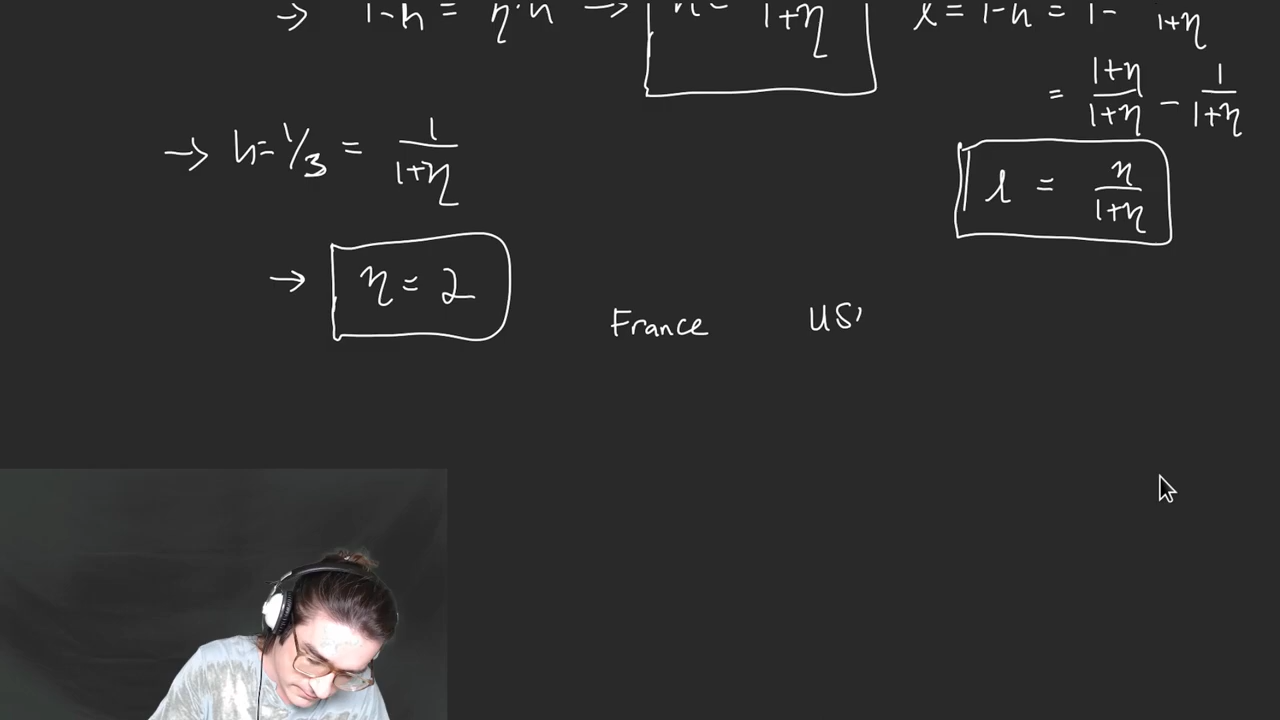 → 1-h = η·h → h = 1+η
l = 1-h = 1- 1+η
= 1+η/1+η - 1/1+η
→ h = 1/3 = 1/1+η
l = η/1+η
→ η = 2
France US